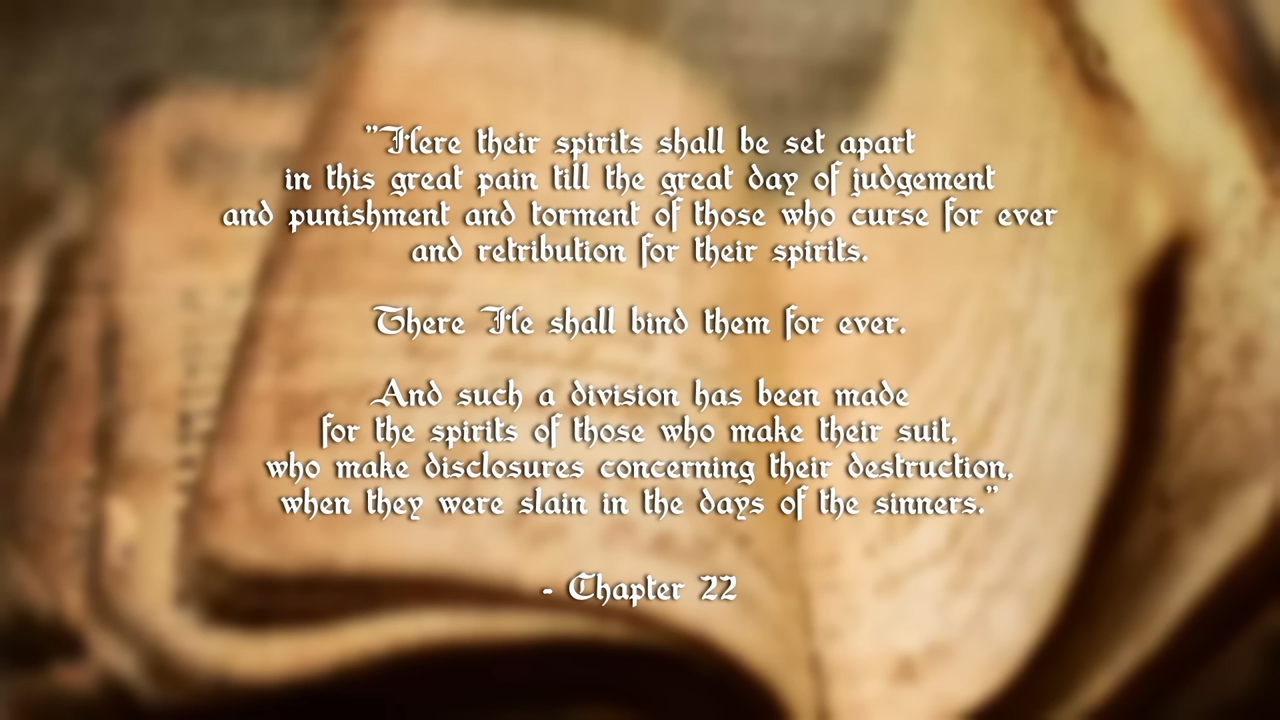 "Here their spirits shall be set apart
in this great pain till the great day of judgement
and punishment and torment of those who curse for ever
and retribution for their spirits.
There He shall bind them for ever.
And such a division has been made
for the spirits of those who make their suit,
who make disclosures concerning their destruction,
when they were slain in the days of the sinners."
- Chapter 22